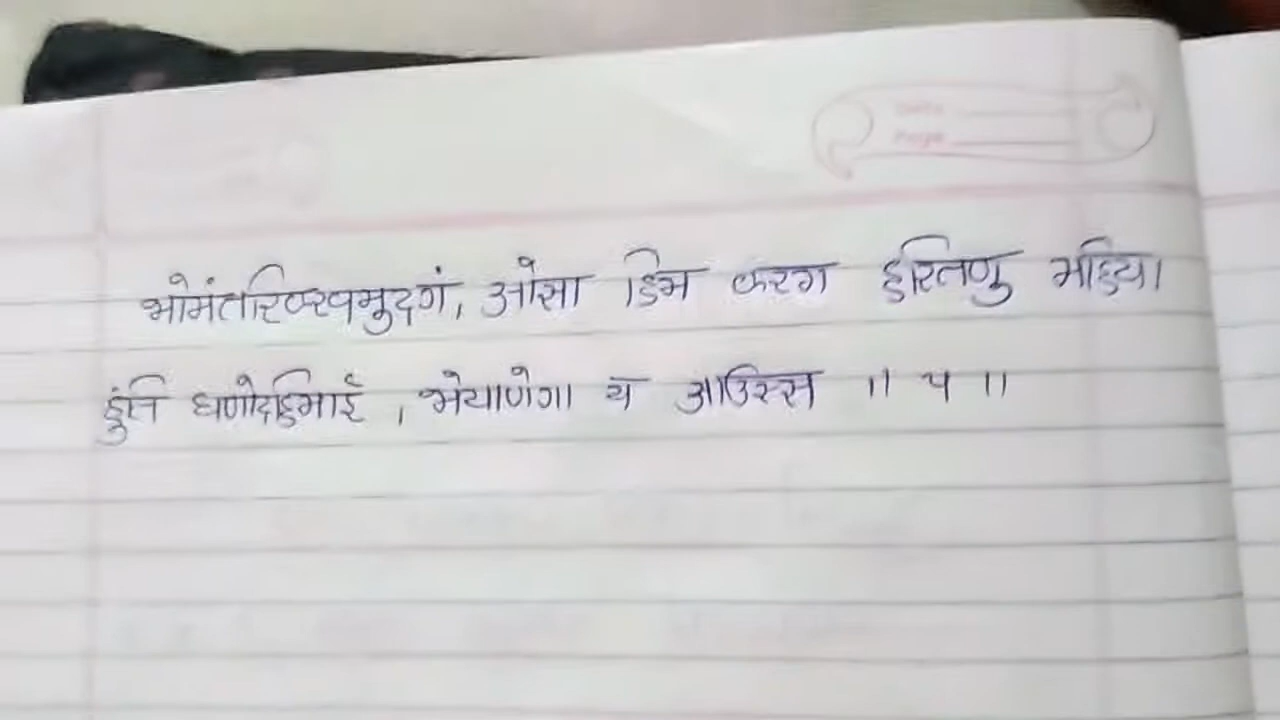 भोमंतरिक्खमुदगं, ओसा हिम करग हरितणु महिया।
हुंति घणोदहिमाई, भेयाणेगा य आउस्स ॥ ५ ॥